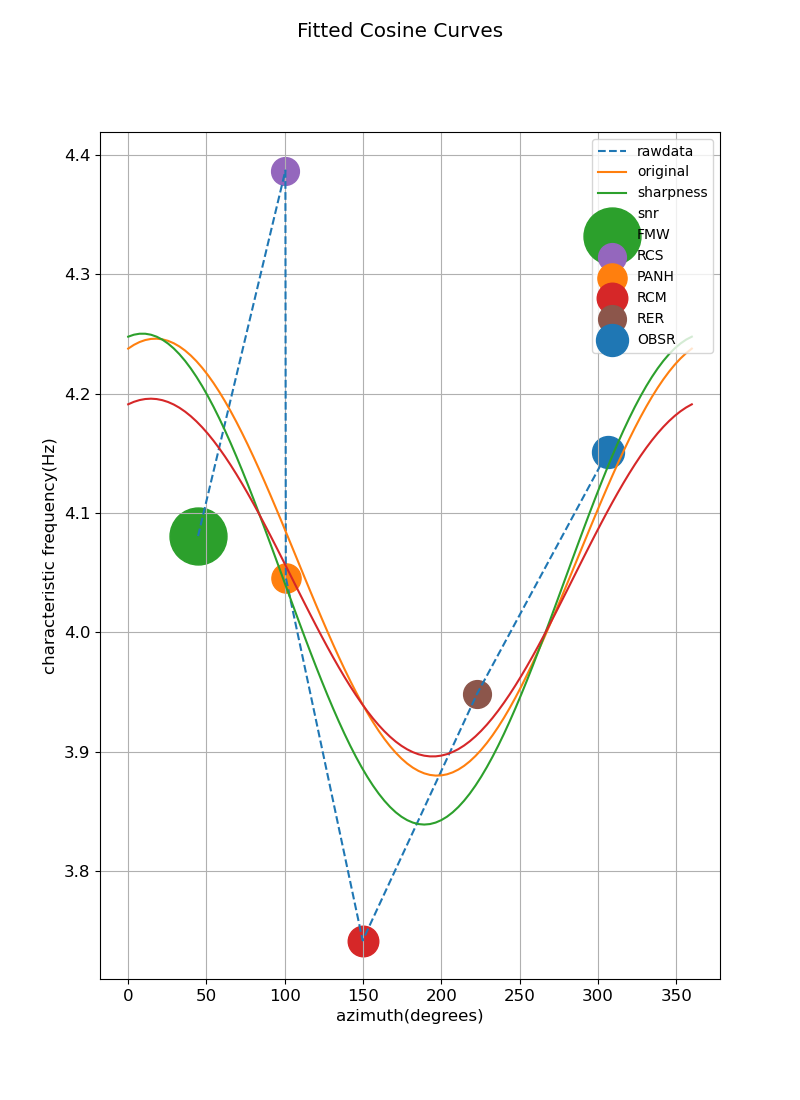 Fitted Cosine Curves
rawdata
original
sharpness
snr
FMW
RCS
PANH
RCM
RER
OBSR
characteristic frequency(Hz)
4.4
4.3
4.2
4.1
4.0
3.9
3.8
0 50 100 150 200 250 300 350
azimuth(degrees)